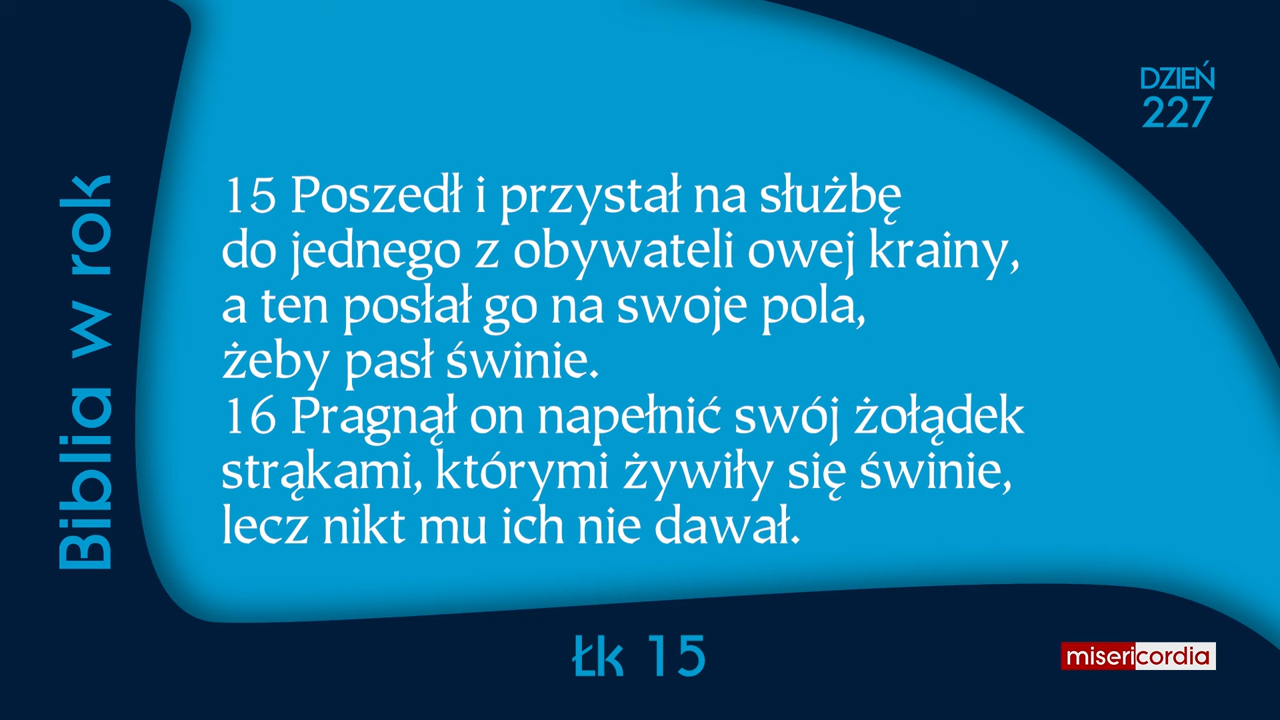 DZIEŃ
227
Biblia w rok
15 Poszedł i przystał na służbę
do jednego z obywateli owej krainy,
a ten posłał go na swoje pola,
żeby pasł świnie.
16 Pragnął on napełnić swój żołądek
strąkami, którymi żywiły się świnie,
lecz nikt mu ich nie dawał.
Łk 15
misericordia